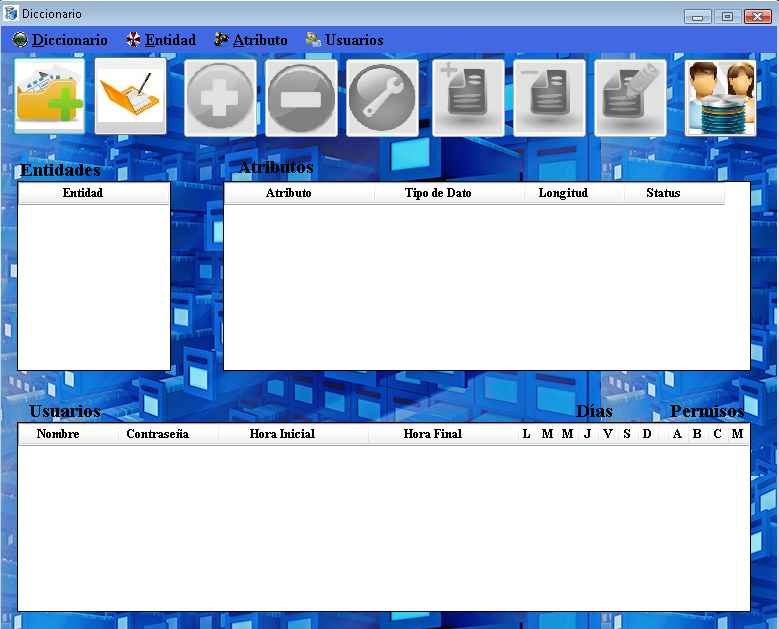 Diccionario
Diccionario Entidad Atributo Usuarios
Entidades Atributos
Entidad Atributo Tipo de Dato Longitud Status
Usuarios Días Permisos
Nombre Contraseña Hora Inicial Hora Final L M M J V S D A B C M